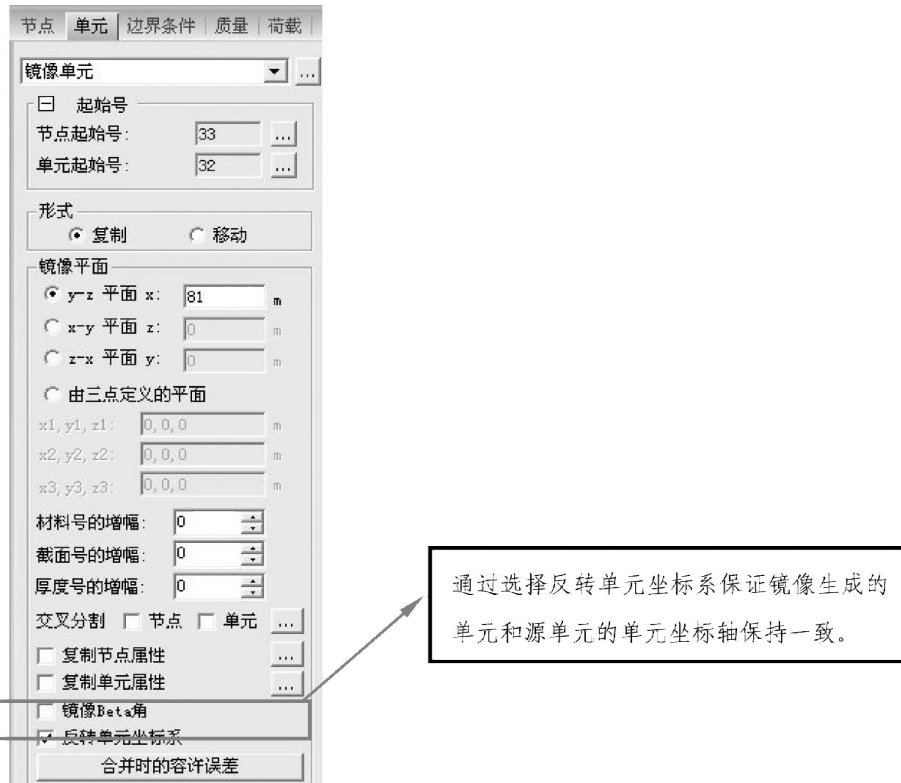 节点 单元 边界条件 质量 荷载
镜像单元 ...
起始号
节点起始号: 33 ...
单元起始号: 32 ...
形式
复制 移动
镜像平面
y-z 平面 x: 81 m
x-y 平面 z: 0 m
z-x 平面 y: 0 m
由三点定义的平面
x1, y1, z1: 0, 0, 0 m
x2, y2, z2: 0, 0, 0 m
x3, y3, z3: 0, 0, 0 m
材料号的增幅: 0
截面号的增幅: 0
厚度号的增幅: 0
交叉分割 节点 单元 ...
复制节点属性 ...
复制单元属性 ...
镜像Beta角
反转单元坐标系
合并时的容许误差
通过选择反转单元坐标系保证镜像生成的
单元和源单元的单元坐标轴保持一致。